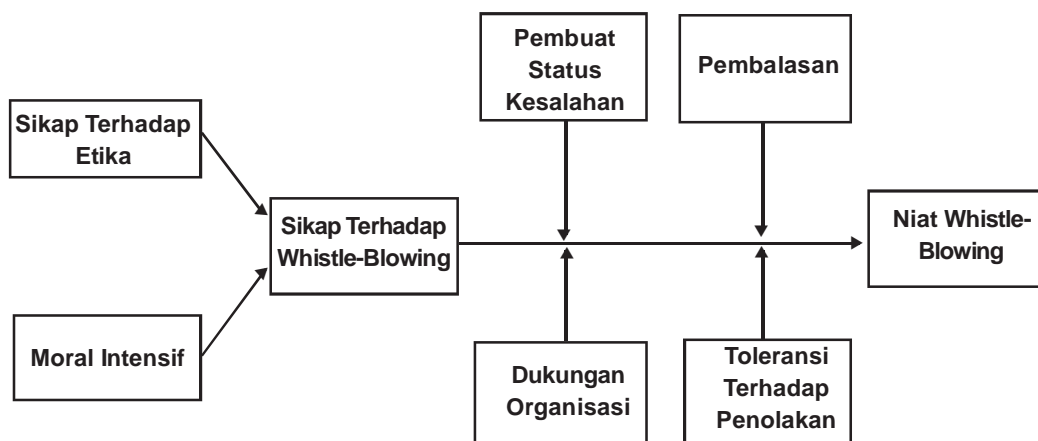 Pembuat
Status
Kesalahan
Pembalasan
Sikap Terhadap
Etika
Sikap Terhadap
Whistle-Blowing
Niat Whistle-
Blowing
Moral Intensif
Dukungan
Organisasi
Toleransi
Terhadap
Penolakan